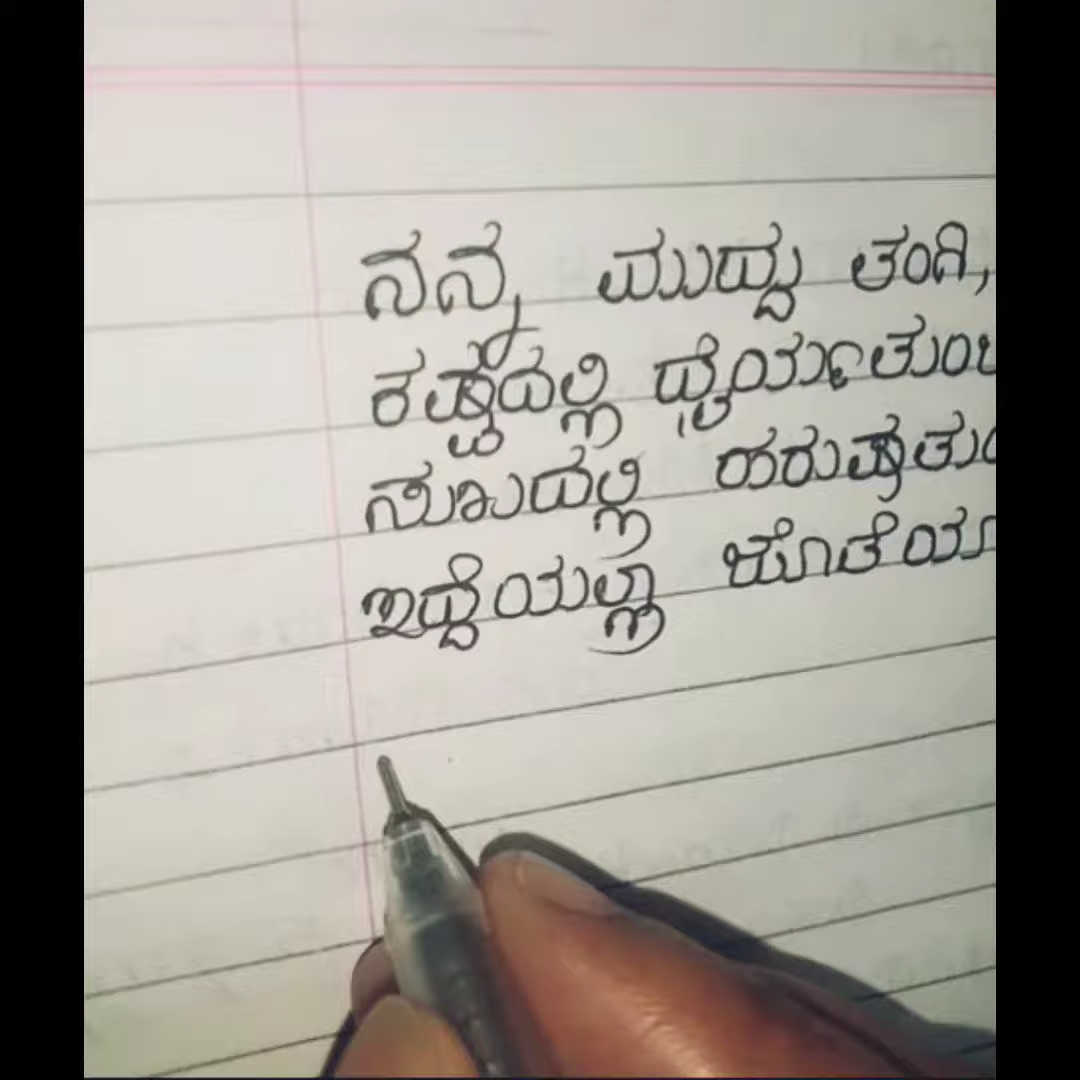 ನನ್ನ ಮುದ್ದು ತಂಗಿ,
ಕಷ್ಟದಲ್ಲಿ ಧೈರ್ಯ
ಸುಖದಲ್ಲಿ ಹರುಷ
ಇದ್ದೆಯಲ್ಲಾ